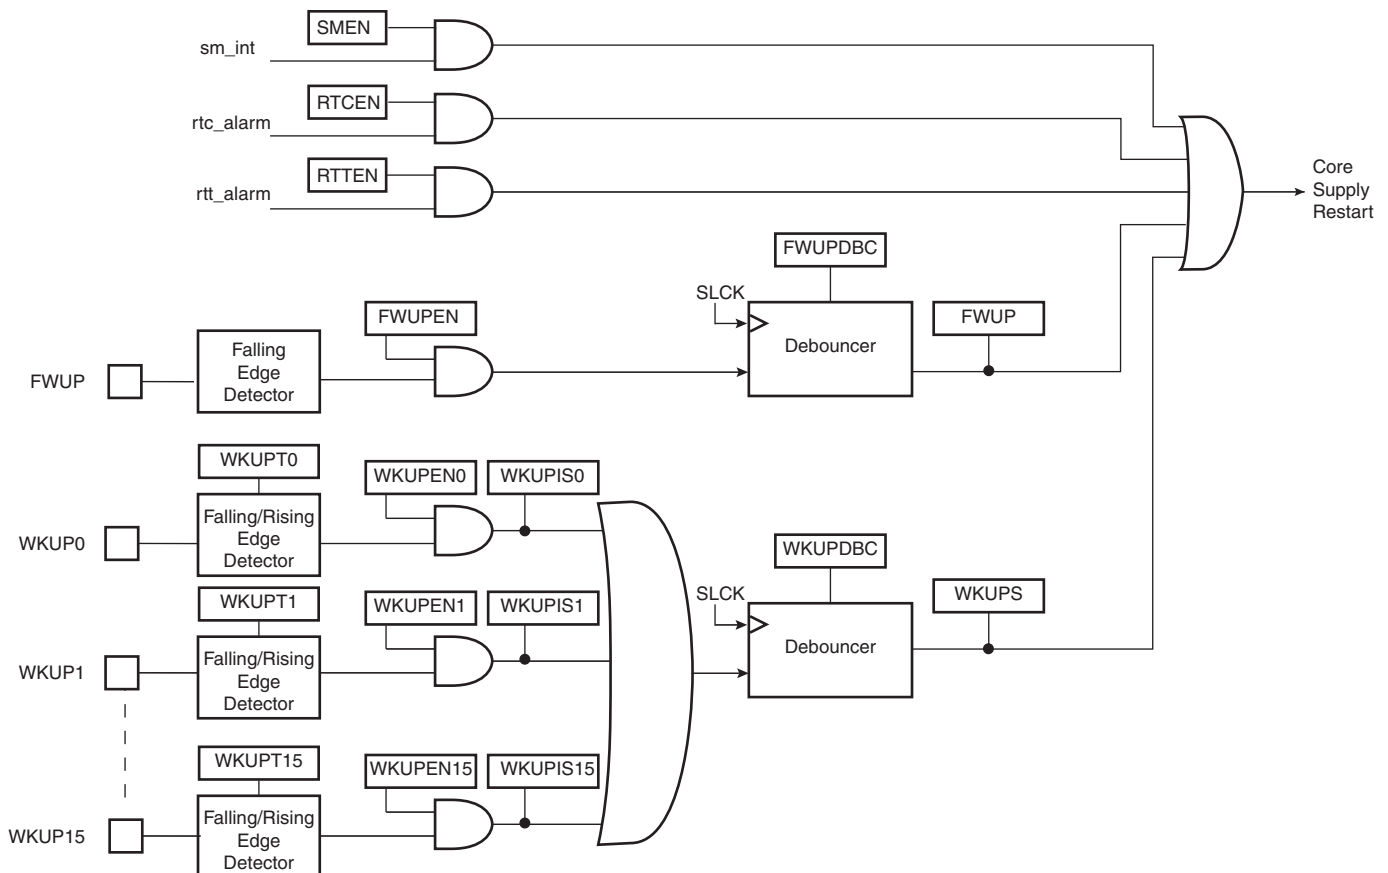 SMEN
sm_int
RTCEN
rtc_alarm
RTTEN
rtt_alarm
Core
Supply
Restart
FWUPDBC
SLCK
FWUPEN
FWUP
Falling
Edge
Detector
Debouncer
FWUP
WKUPT0
WKUPEN0
WKUPIS0
Falling/Rising
Edge
Detector
WKUP0
WKUPDBC
SLCK
WKUPT1
WKUPEN1
WKUPIS1
WKUPS
Debouncer
Falling/Rising
Edge
Detector
WKUP1
WKUPT15
WKUPEN15
WKUPIS15
Falling/Rising
Edge
Detector
WKUP15